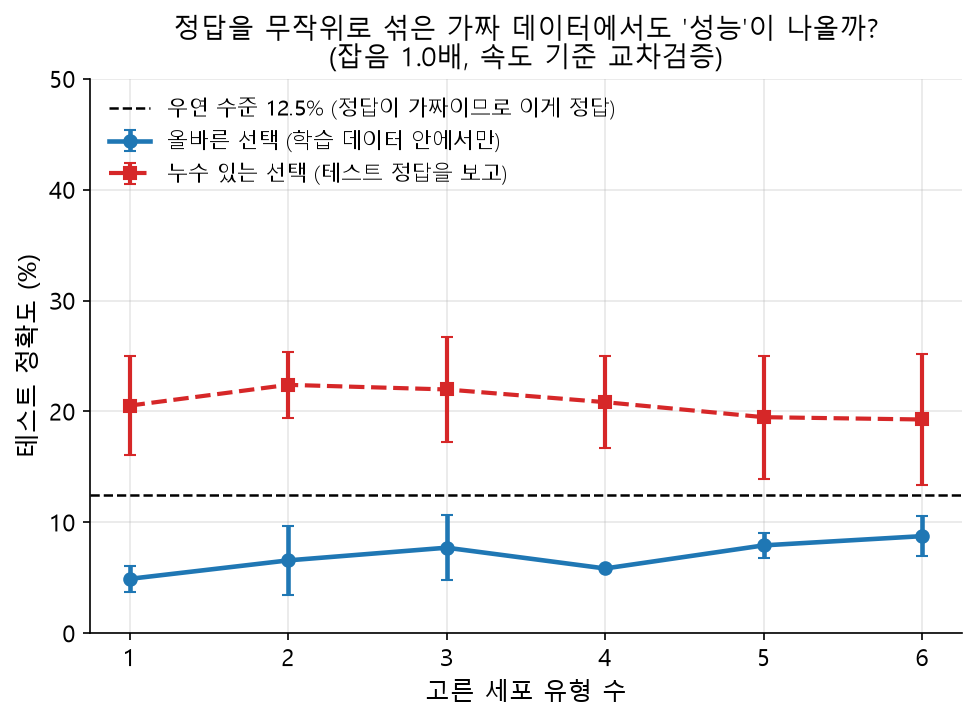 정답을 무작위로 섞은 가짜 데이터에서도 '성능'이 나올까?
(잡음 1.0배, 속도 기준 교차검증)
우연 수준 12.5% (정답이 가짜이므로 이게 정답)
올바른 선택 (학습 데이터 안에서만)
누수 있는 선택 (테스트 정답을 보고)
테스트 정확도 (%)
50
40
30
20
10
0
1 2 3 4 5 6
고른 세포 유형 수